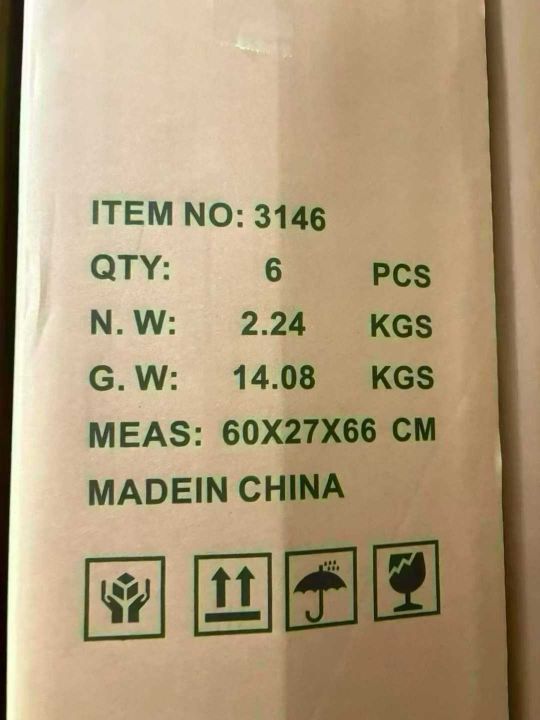 ITEM NO: 3146
QTY: 6 PCS
N. W: 2.24 KGS
G. W: 14.08 KGS
MEAS: 60X27X66 CM
MADEIN CHINA